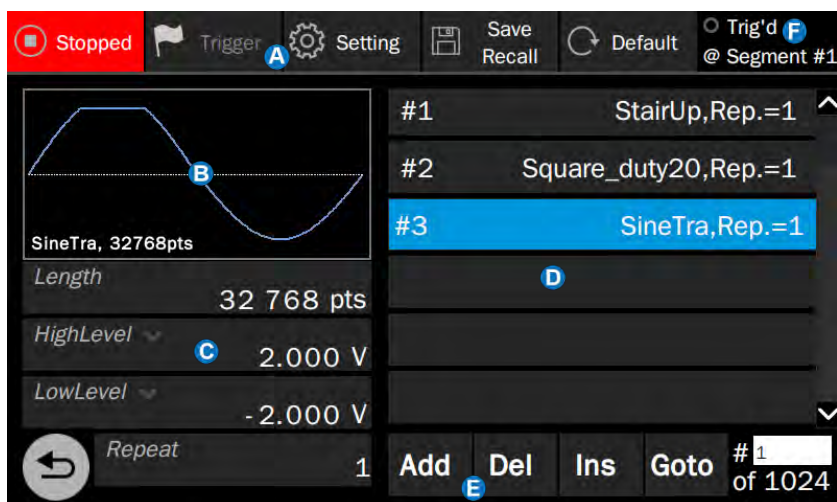 Stopped
Trigger
A
Setting
Save
Recall
Default
Trig'd F
@ Segment #1
B
SineTra, 32768pts
Length
32 768 pts
HighLevel
C
2.000 V
LowLevel
-2.000 V
Repeat
1
#1 StairUp,Rep.=1
#2 Square_duty20,Rep.=1
#3 SineTra,Rep.=1
D
Add Del Ins Goto
E
# 1
of 1024